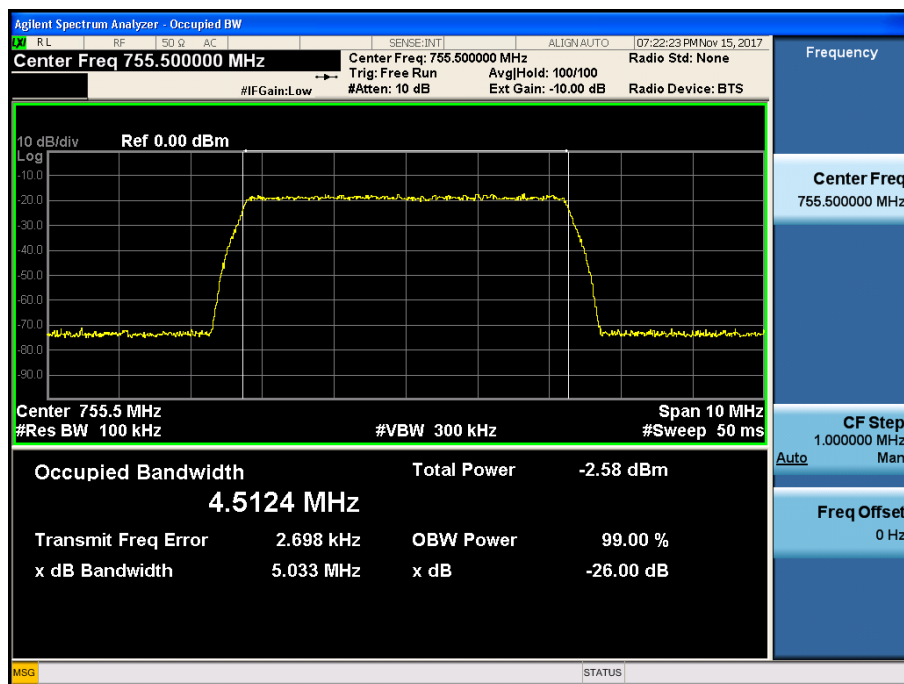 Agilent Spectrum Analyzer - Occupied BW
LXI RL RF 50 Ω AC SENSE:INT ALIGN AUTO 07:22:23 PM Nov 15, 2017
Center Freq 755.500000 MHz
Center Freq: 755.500000 MHz Radio Std: None
Trig: Free Run Avg|Hold: 100/100
#IFGain:Low #Atten: 10 dB Ext Gain: -10.00 dB Radio Device: BTS
10 dB/div Ref 0.00 dBm
Log
-10.0
-20.0
-30.0
-40.0
-50.0
-60.0
-70.0
-80.0
-90.0
Center 755.5 MHz Span 10 MHz
#Res BW 100 kHz #VBW 300 kHz #Sweep 50 ms
Occupied Bandwidth Total Power -2.58 dBm
4.5124 MHz
Transmit Freq Error 2.698 kHz OBW Power 99.00 %
x dB Bandwidth 5.033 MHz x dB -26.00 dB
Frequency
Center Freq
755.500000 MHz
CF Step
1.000000 MHz
Auto Man
Freq Offset
0 Hz
MSG STATUS